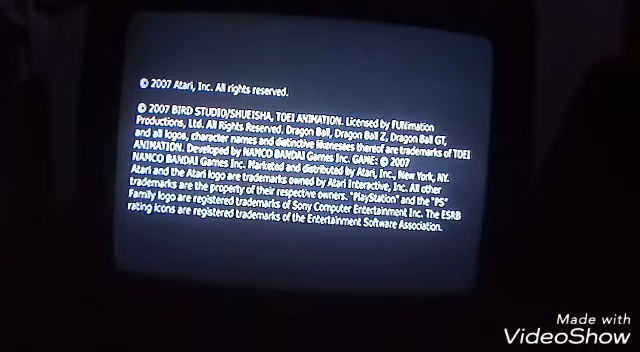 © 2007 Atari, Inc. All rights reserved.
© 2007 BIRD STUDIO/SHUEISHA, TOEI ANIMATION. Licensed by FUNimation
Productions, Ltd. All Rights Reserved. Dragon Ball, Dragon Ball Z, Dragon Ball GT,
and all logos, character names and distinctive likenesses thereof are trademarks of TOEI
ANIMATION. Developed by NAMCO BANDAI Games Inc. GAME: © 2007
NAMCO BANDAI Games Inc. Marketed and distributed by Atari, Inc., New York, NY.
Atari and the Atari logo are trademarks owned by Atari Interactive, Inc. All other
trademarks are the property of their respective owners. "PlayStation" and the "PS"
Family logo are registered trademarks of Sony Computer Entertainment Inc. The ESRB
rating icons are registered trademarks of the Entertainment Software Association.
Made with
VideoShow